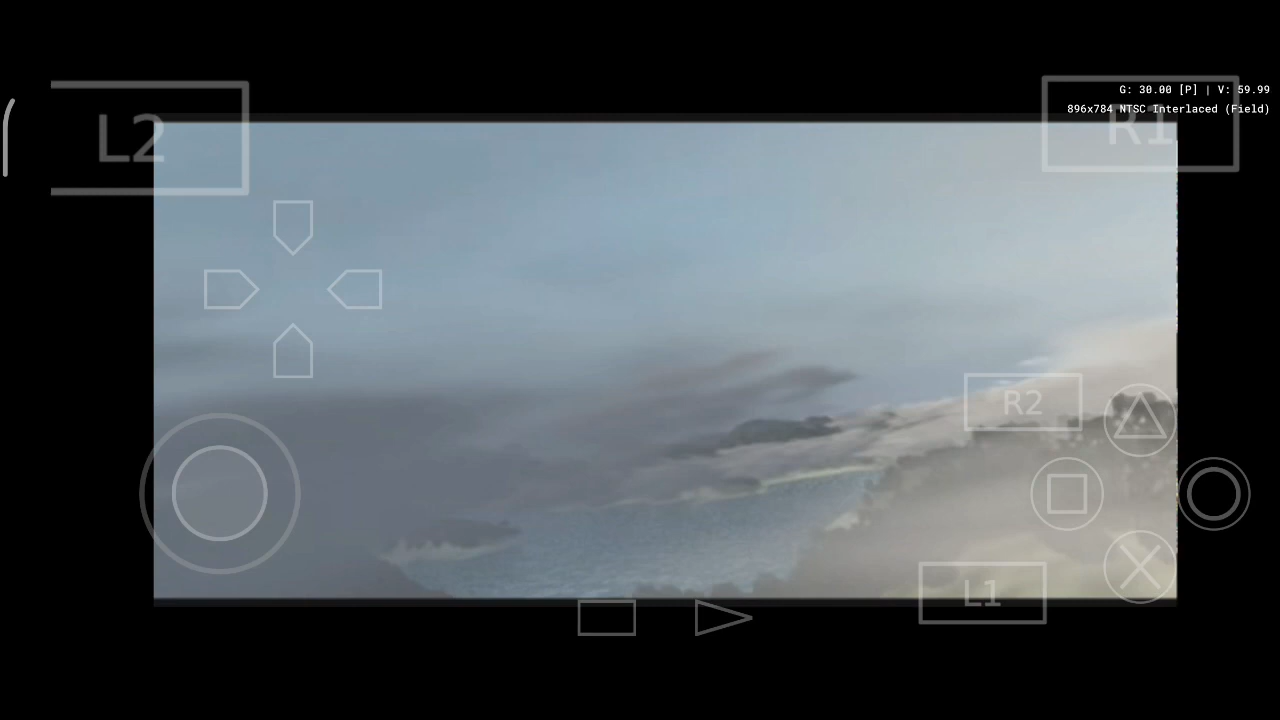 G: 30.00 [P] | V: 59.99
896x784 NTSC Interlaced (Field)
L2
R1
R2
L1